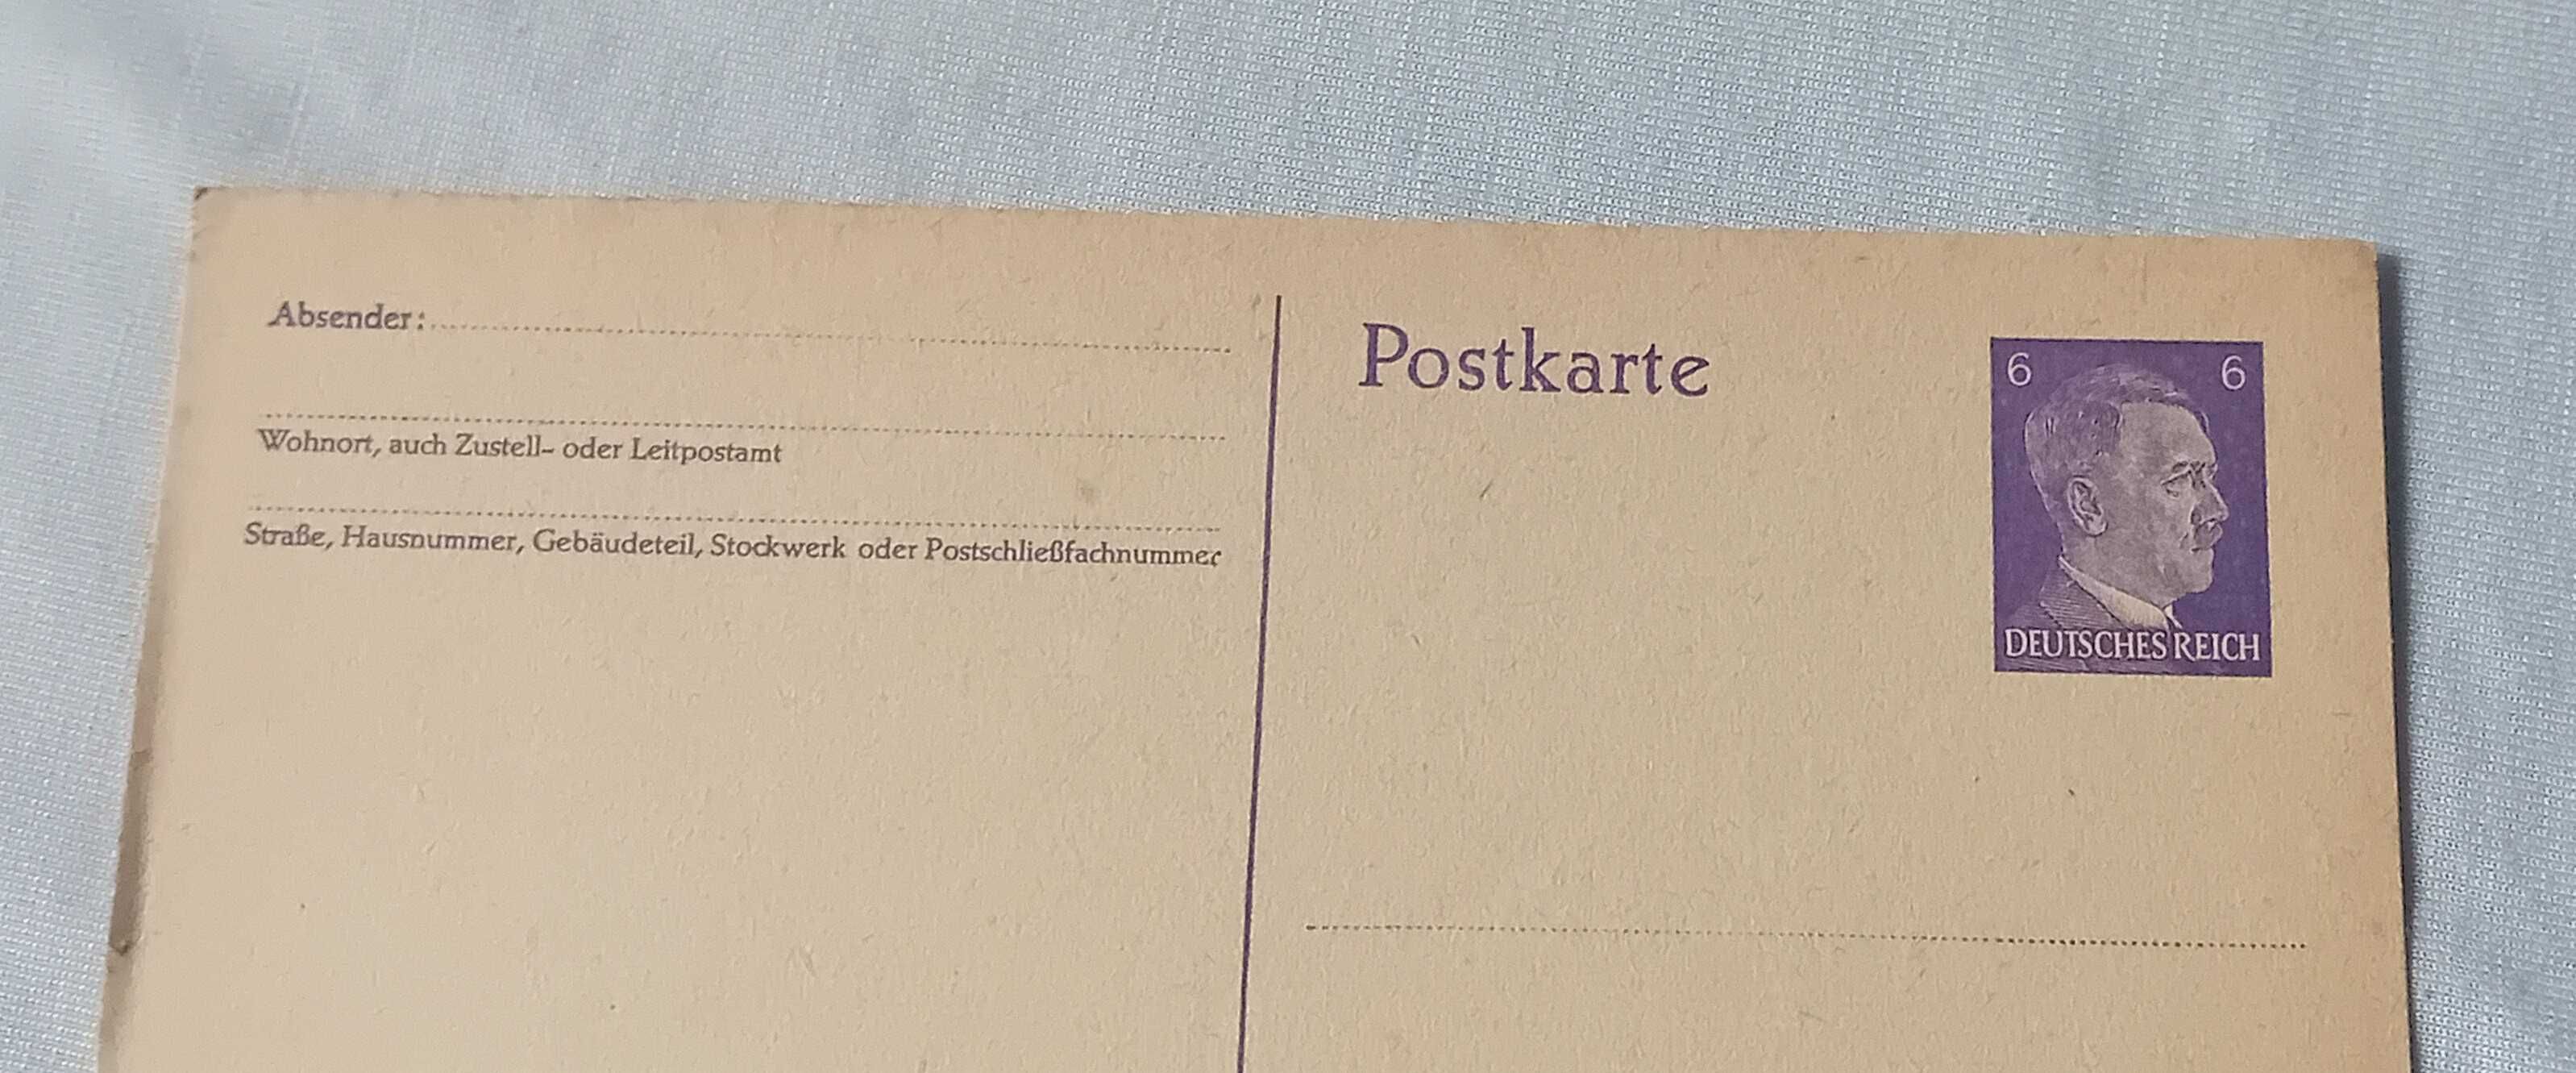 Absender:
Wohnort, auch Zustell- oder Leitpostamt
Straße, Hausnummer, Gebäudeteil, Stockwerk oder Postschließfachnummer
Postkarte
6 6
DEUTSCHES REICH